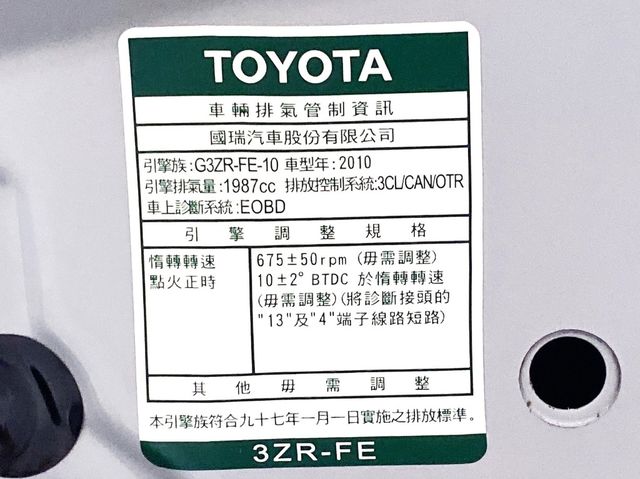 TOYOTA
車輛排氣管制資訊
國瑞汽車股份有限公司
引擎族:G3ZR-FE-10 車型年:2010
引擎排氣量:1987cc 排放控制系統:3CL/CAN/OTR
車上診斷系統:EOBD
引擎調整規格
惰轉轉速 675±50rpm (毋需調整)
點火正時 10±2° BTDC 於惰轉轉速
(毋需調整)(將診斷接頭的
"13"及"4"端子線路短路)
其他毋需調整
本引擎族符合九十七年一月一日實施之排放標準。
3ZR-FE